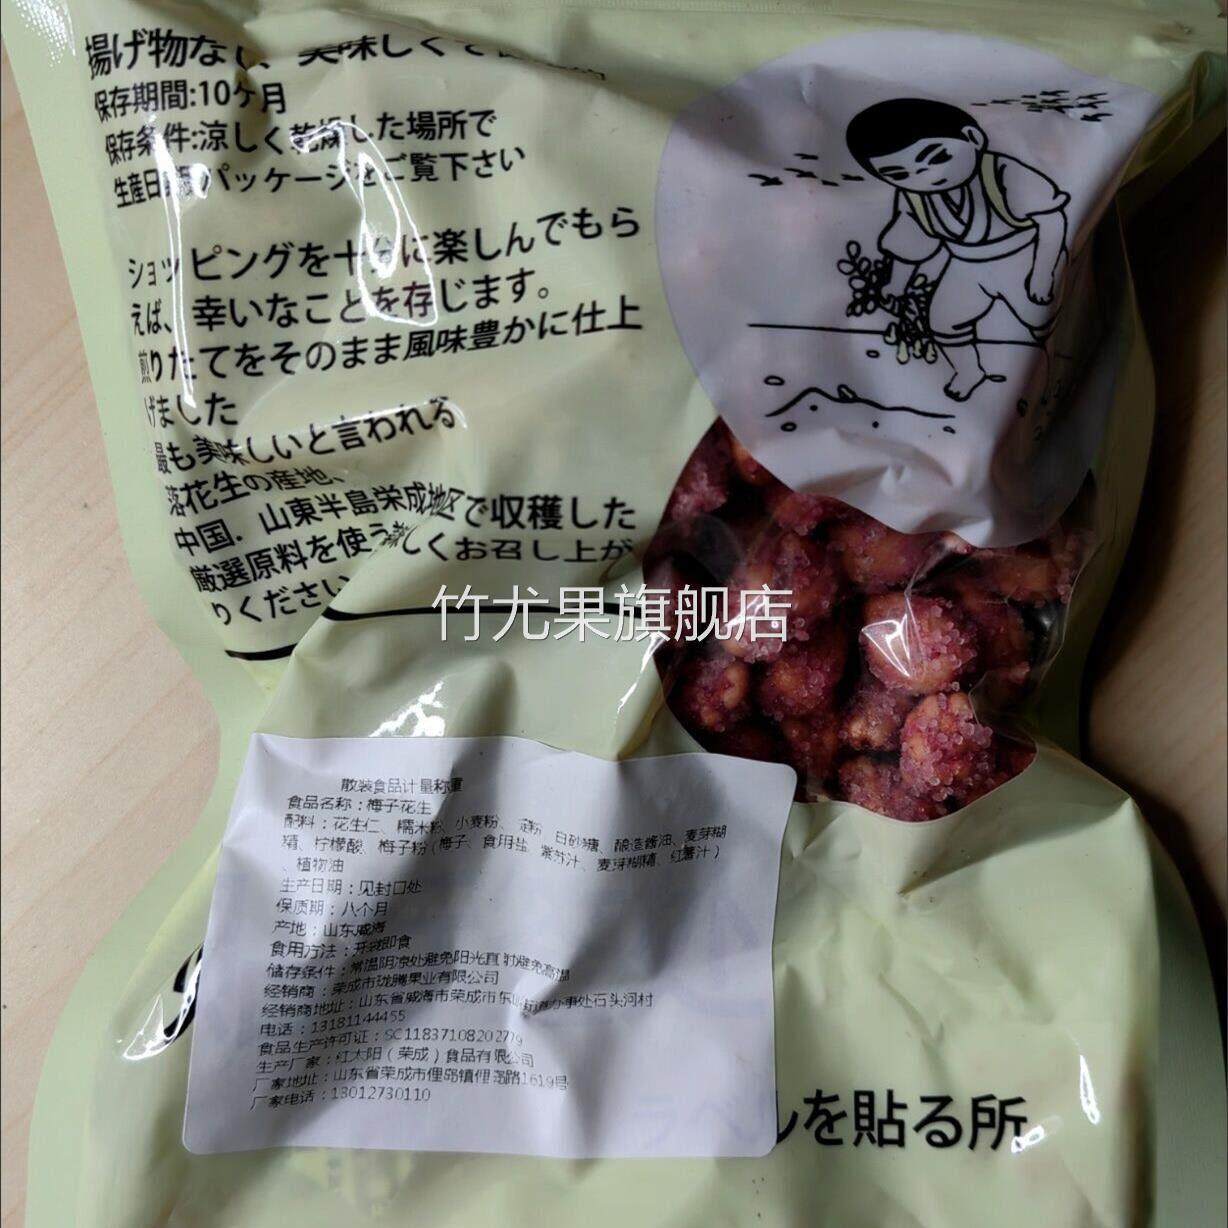 揚げ物なし、美味しくて
保存期間:10ケ月
保存条件:涼しく乾燥した場所で
生産日期:パッケージをご覧下さい
ショッピングを十分に楽しんでもら
えば、幸いなことを存じます。
煎りたてをそのまま風味豊かに仕上
げました
最も美味しいと言われる
落花生の産地、
中国．山東半島栄成地区で収穫した
厳選原料を使う楽しくお召し上が
りください
竹尤果旗舰店
散装食品计量称重
食品名称：梅子花生
配料：花生仁、糯米粉、小麦粉、淀粉、白砂糖、酿造酱油、麦芽糊
精、柠檬酸、梅子粉（梅子、食用盐、紫苏汁、麦芽糊精、红薯汁）
、植物油
生产日期：见封口处
保质期：八个月
产地：山东威海
食用方法：开袋即食
储存条件：常温阴凉处避免阳光直射避免高温
经销商：荣成市珑腾果业有限公司
经销商地址：山东省威海市荣成市东山街道办事处石头河村
电话：13181144455
食品生产许可证：SC11837108202779
生产厂家：红太阳（荣成）食品有限公司
厂家地址：山东省荣成市俚岛镇俚岛路1619号
厂家电话：13012730110
ルを貼る所